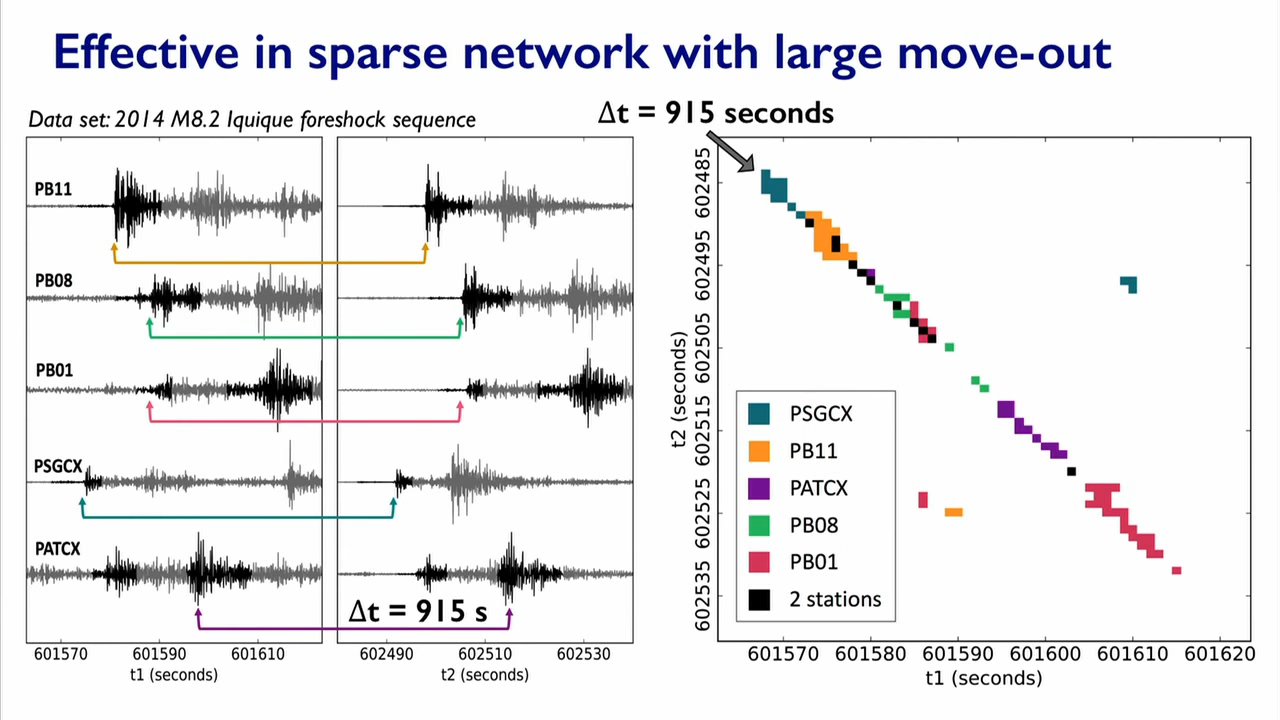 Effective in sparse network with large move-out
Data set: 2014 M8.2 Iquique foreshock sequence
Δt = 915 seconds
PB11
PB08
PB01
PSGCX
PATCX
Δt = 915 s
601570 601590 601610
t1 (seconds)
602490 602510 602530
t2 (seconds)
t2 (seconds)
602485
602495
602505
602515
602525
602535
PSGCX
PB11
PATCX
PB08
PB01
2 stations
601570 601580 601590 601600 601610 601620
t1 (seconds)